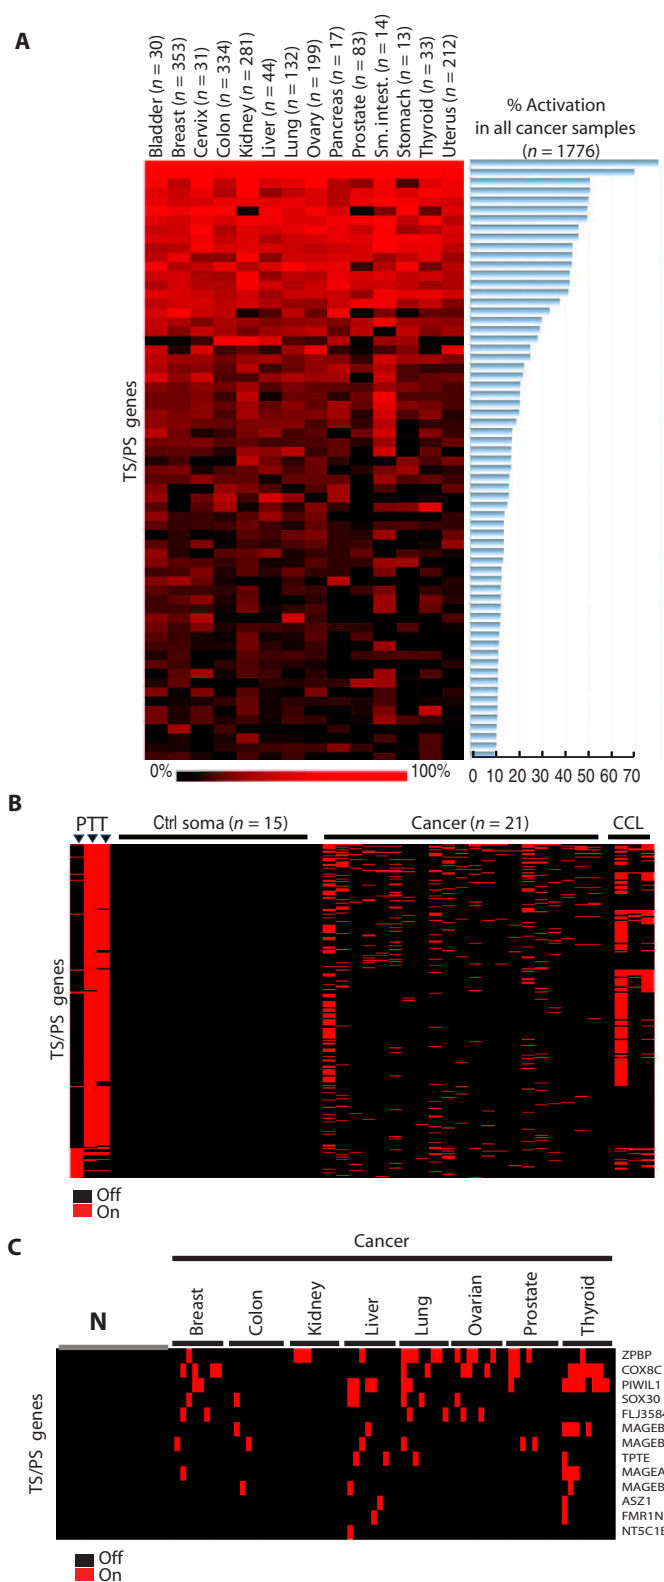 A
Bladder (n = 30)
Breast (n = 353)
Cervix (n = 31)
Colon (n = 334)
Kidney (n = 281)
Liver (n = 44)
Lung (n = 132)
Ovary (n = 199)
Pancreas (n = 17)
Prostate (n = 83)
Sm. intest. (n = 14)
Stomach (n = 13)
Thyroid (n = 33)
Uterus (n = 212)
% Activation
in all cancer samples
(n = 1776)
TS/PS genes
0% 100%
0 10 20 30 40 50 60 70
B
PTT Ctrl soma (n = 15) Cancer (n = 21) CCL
TS/PS genes
Off
On
C
Cancer
N
Breast
Colon
Kidney
Liver
Lung
Ovarian
Prostate
Thyroid
TS/PS genes
ZPBP
COX8C
PIWIL1
SOX30
FLJ3584
MAGEB
MAGEB
TPTE
MAGEA
MAGEB
ASZ1
FMR1N
NT5C1B
Off
On